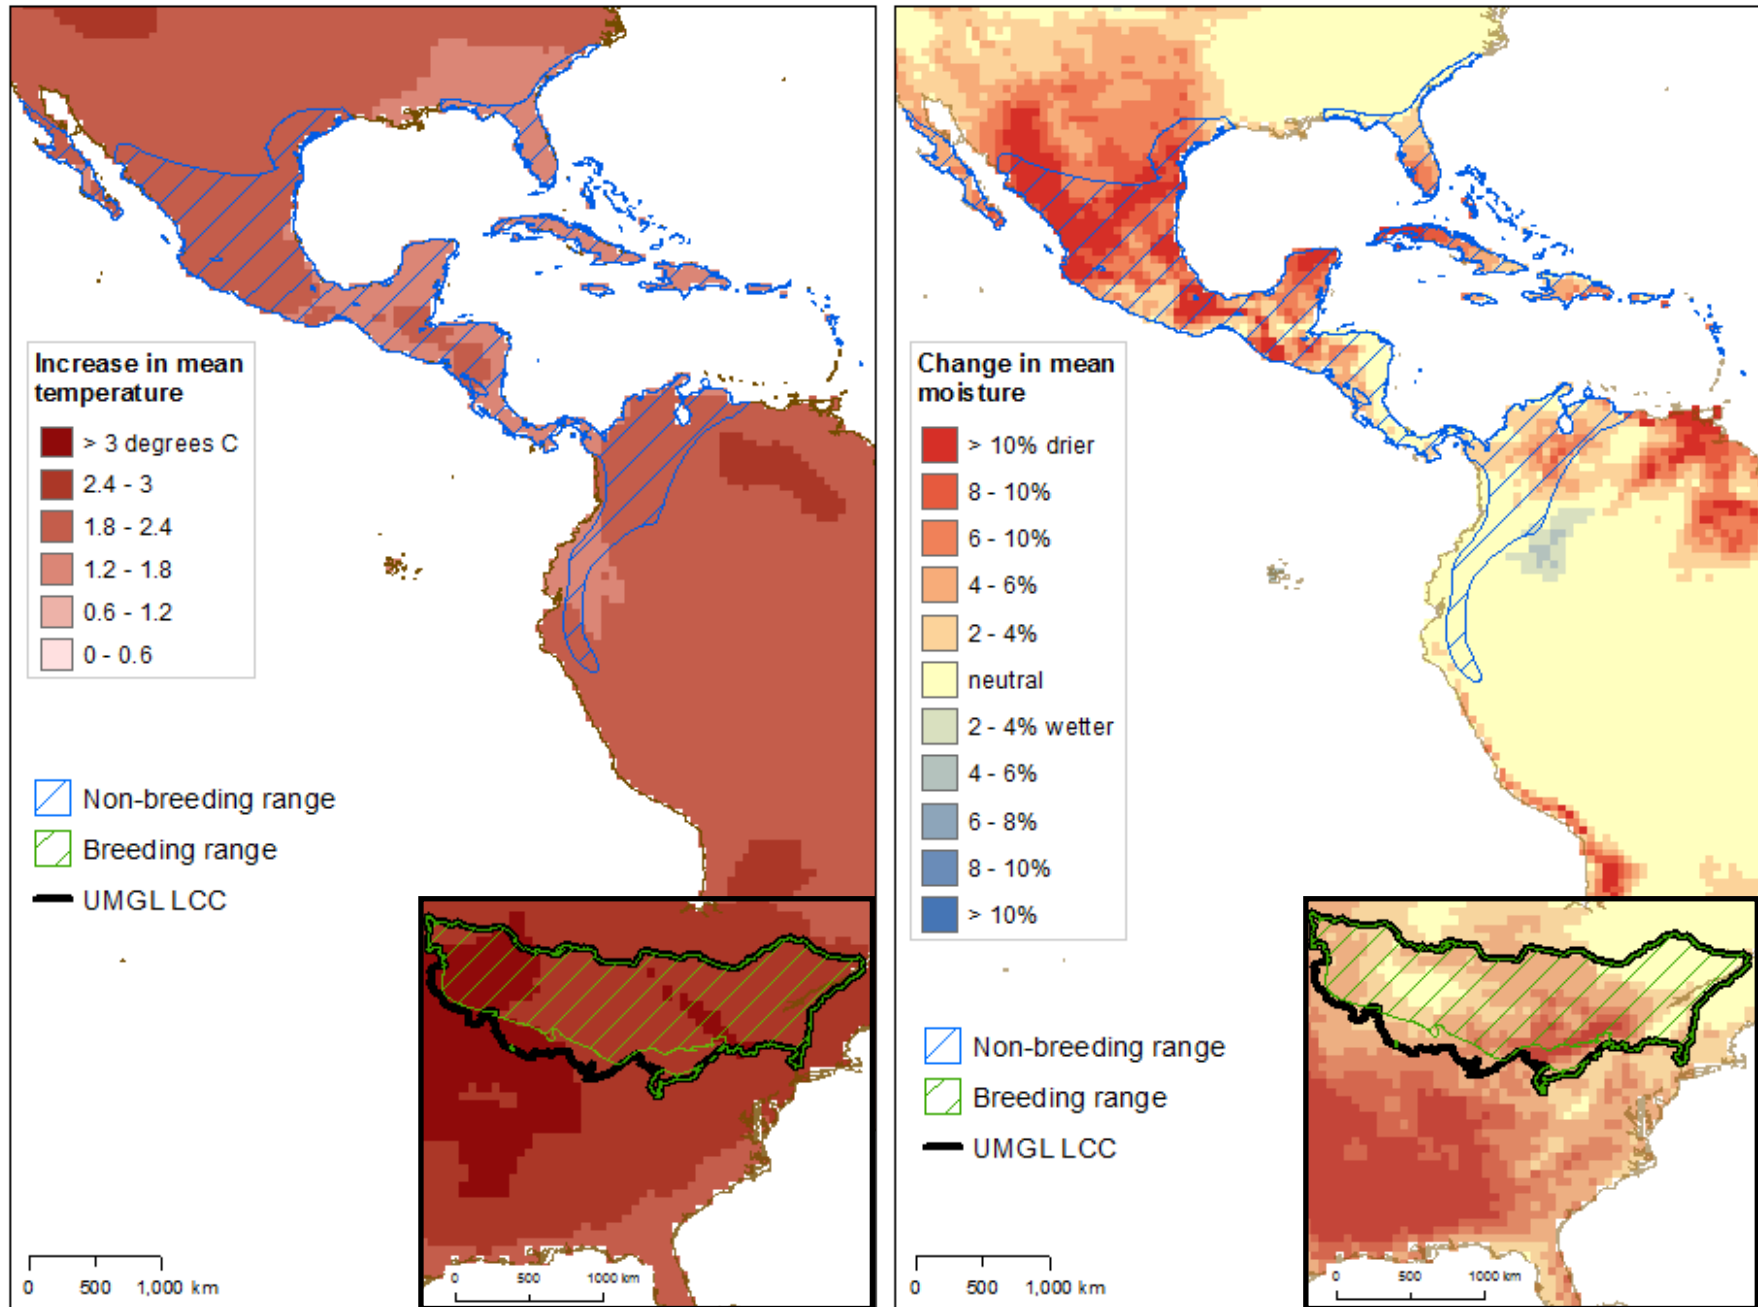 Increase in mean
temperature
> 3 degrees C
2.4 - 3
1.8 - 2.4
1.2 - 1.8
0.6 - 1.2
0 - 0.6
Non-breeding range
Breeding range
UMGL LCC
0 500 1,000 km
0 500 1000 km
Change in mean
moisture
> 10% drier
8 - 10%
6 - 10%
4 - 6%
2 - 4%
neutral
2 - 4% wetter
4 - 6%
6 - 8%
8 - 10%
> 10%
Non-breeding range
Breeding range
UMGL LCC
0 500 1,000 km
0 500 1000 km